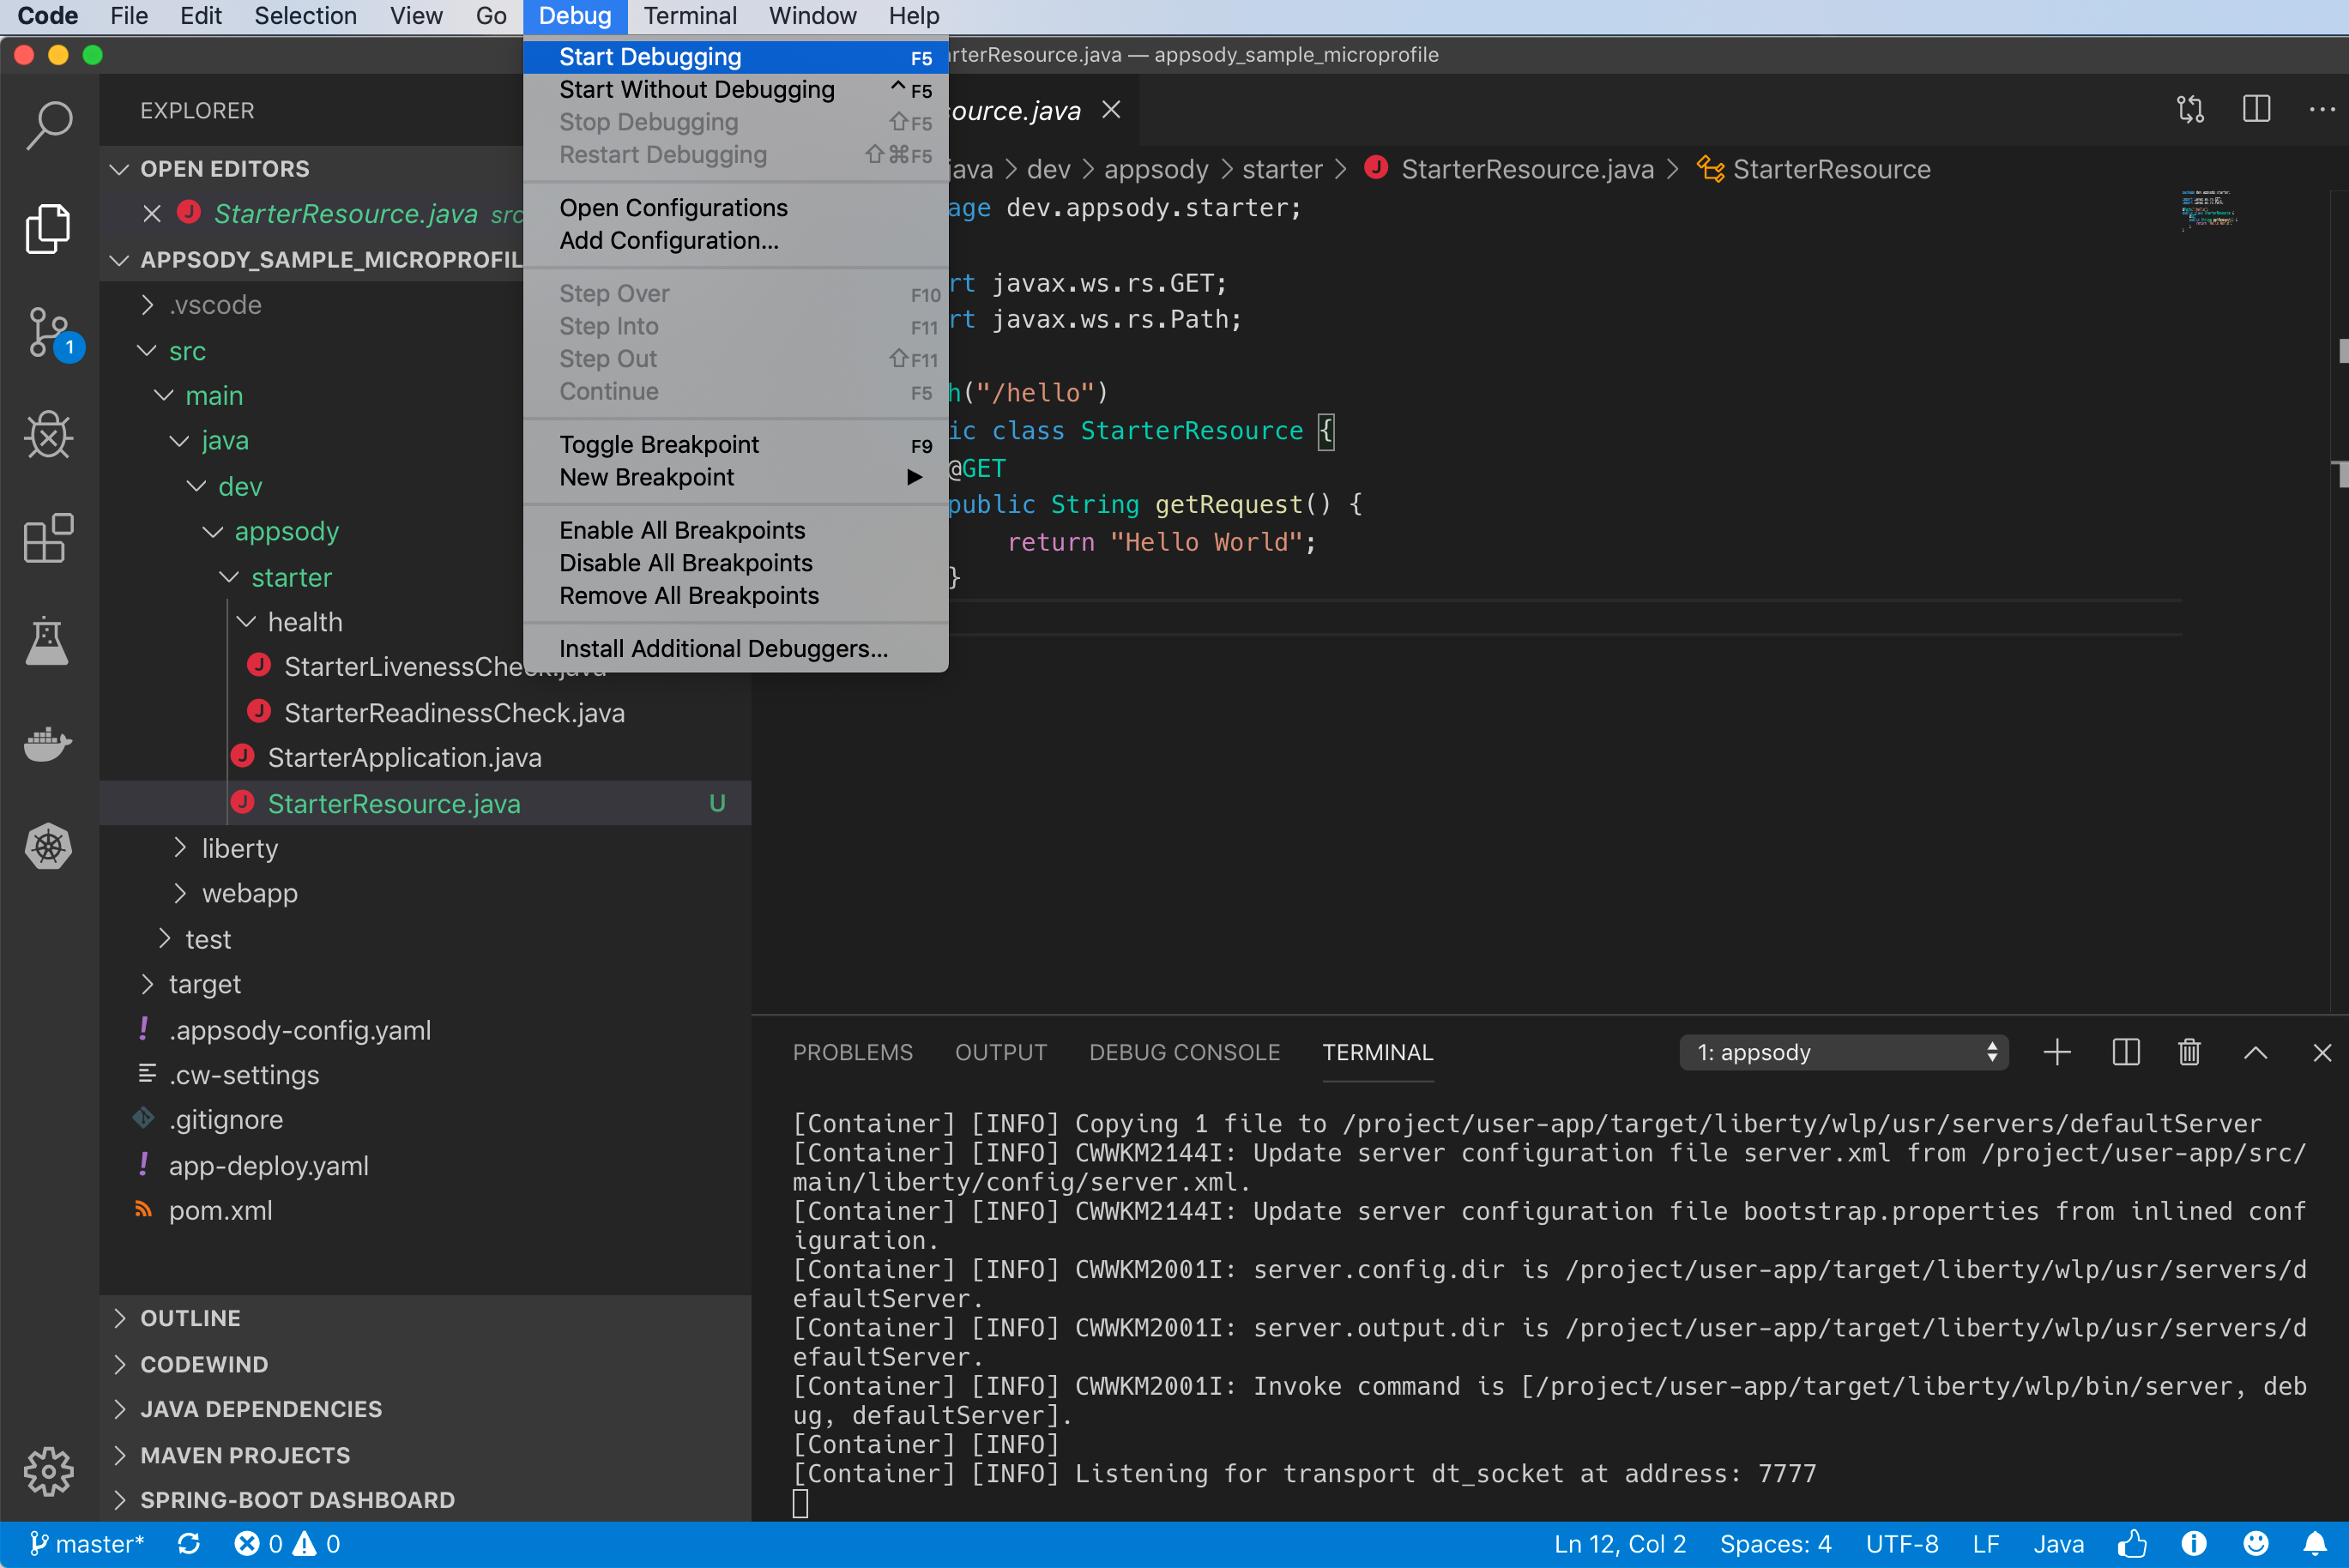 Code File Edit Selection View Go Debug Terminal Window Help
rterResource.java — appsody_sample_microprofile
Start Debugging F5
Start Without Debugging ^F5
Stop Debugging ⇧F5
Restart Debugging ⇧⌘F5
Open Configurations
Add Configuration...
Step Over F10
Step Into F11
Step Out ⇧F11
Continue F5
Toggle Breakpoint F9
New Breakpoint ▶
Enable All Breakpoints
Disable All Breakpoints
Remove All Breakpoints
Install Additional Debuggers...
EXPLORER
OPEN EDITORS
J StarterResource.java src
APPSODY_SAMPLE_MICROPROFIL
.vscode
src
main
java
dev
appsody
starter
health
J StarterLivenessCheck.java
J StarterReadinessCheck.java
J StarterApplication.java
J StarterResource.java U
liberty
webapp
test
target
! .appsody-config.yaml
.cw-settings
.gitignore
! app-deploy.yaml
pom.xml
OUTLINE
CODEWIND
JAVA DEPENDENCIES
MAVEN PROJECTS
SPRING-BOOT DASHBOARD
1
ource.java
java > dev > appsody > starter > J StarterResource.java > StarterResource
age dev.appsody.starter;
rt javax.ws.rs.GET;
rt javax.ws.rs.Path;
h("/hello")
ic class StarterResource {
@GET
public String getRequest() {
return "Hello World";
}
PROBLEMS OUTPUT DEBUG CONSOLE TERMINAL 1: appsody
[Container] [INFO] Copying 1 file to /project/user-app/target/liberty/wlp/usr/servers/defaultServer
[Container] [INFO] CWWKM2144I: Update server configuration file server.xml from /project/user-app/src/
main/liberty/config/server.xml.
[Container] [INFO] CWWKM2144I: Update server configuration file bootstrap.properties from inlined conf
iguration.
[Container] [INFO] CWWKM2001I: server.config.dir is /project/user-app/target/liberty/wlp/usr/servers/d
efaultServer.
[Container] [INFO] CWWKM2001I: server.output.dir is /project/user-app/target/liberty/wlp/usr/servers/d
efaultServer.
[Container] [INFO] CWWKM2001I: Invoke command is [/project/user-app/target/liberty/wlp/bin/server, deb
ug, defaultServer].
[Container] [INFO]
[Container] [INFO] Listening for transport dt_socket at address: 7777
master* 0 0 Ln 12, Col 2 Spaces: 4 UTF-8 LF Java